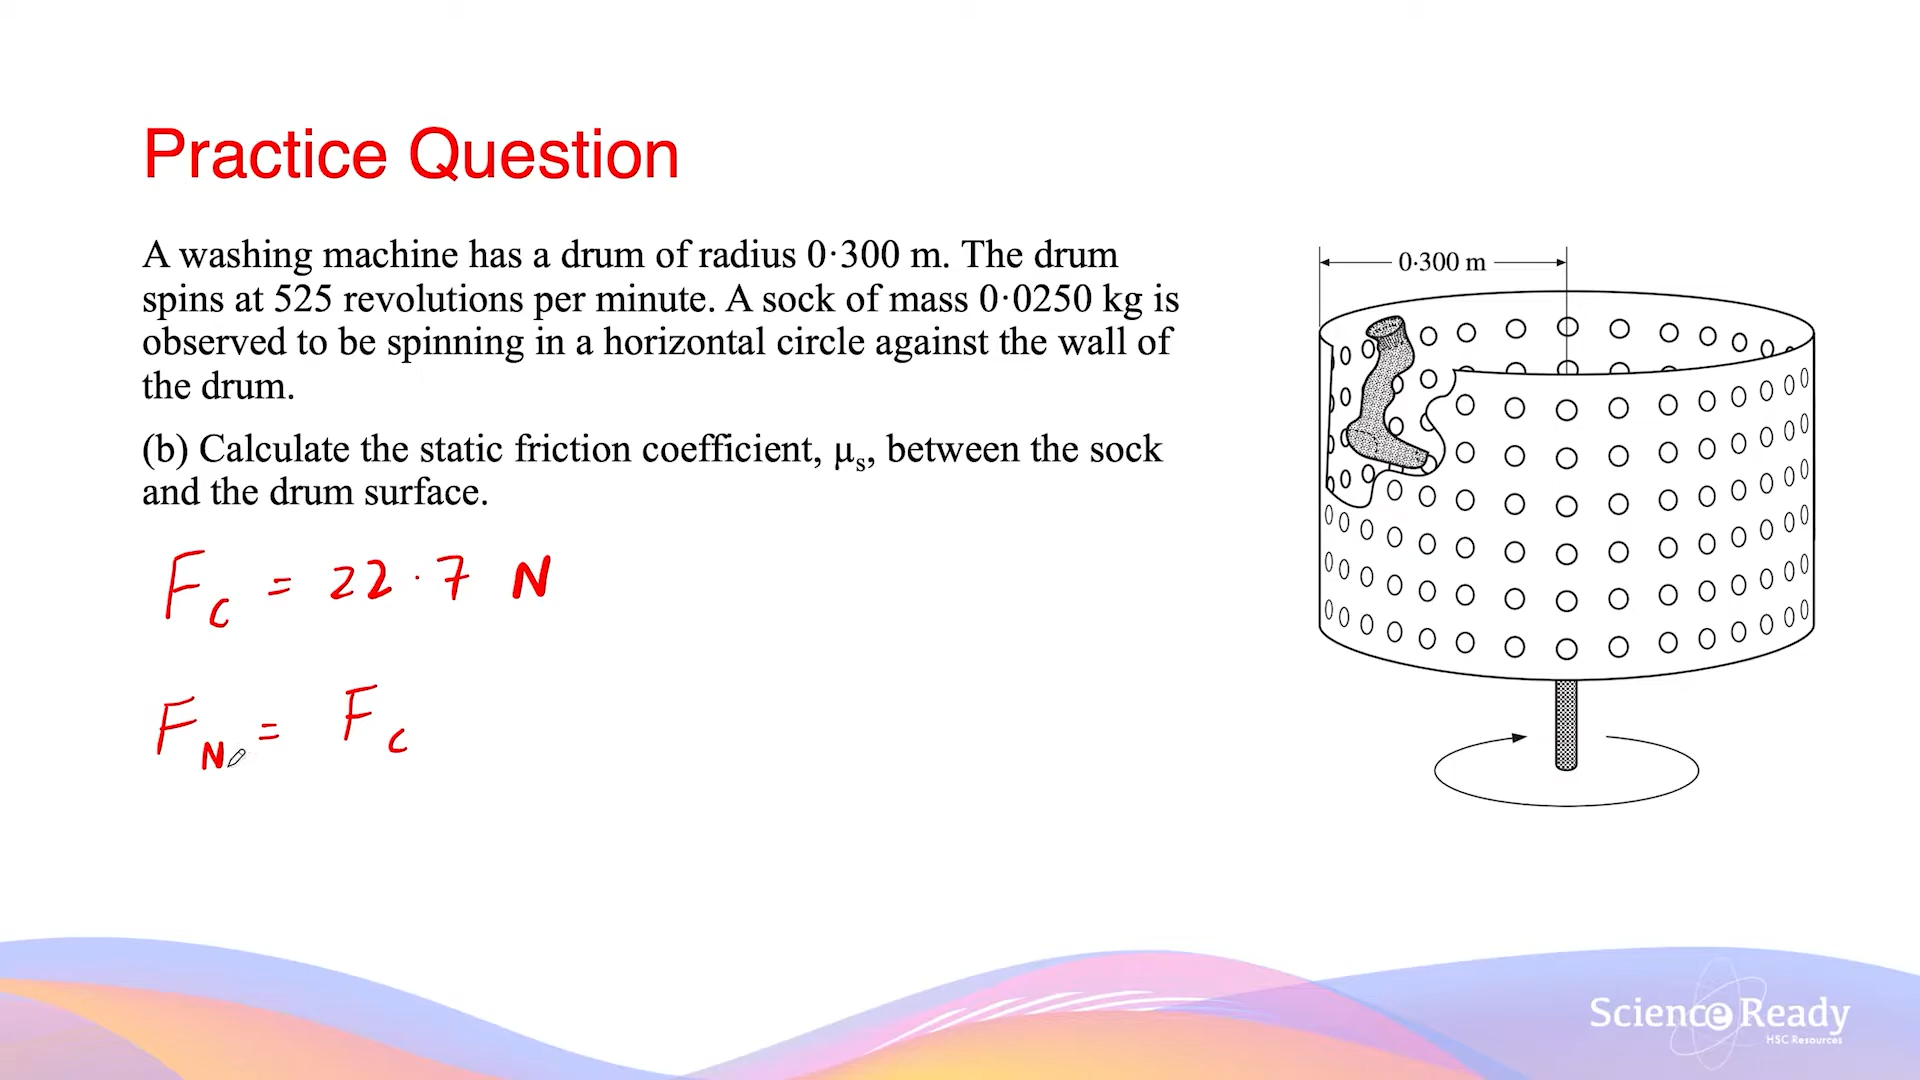 Practice Question
A washing machine has a drum of radius 0·300 m. The drum
spins at 525 revolutions per minute. A sock of mass 0·0250 kg is
observed to be spinning in a horizontal circle against the wall of
the drum.
(b) Calculate the static friction coefficient, μs, between the sock
and the drum surface.
Fc = 22.7 N
FN = Fc
0·300 m
Science Ready
HSC Resources